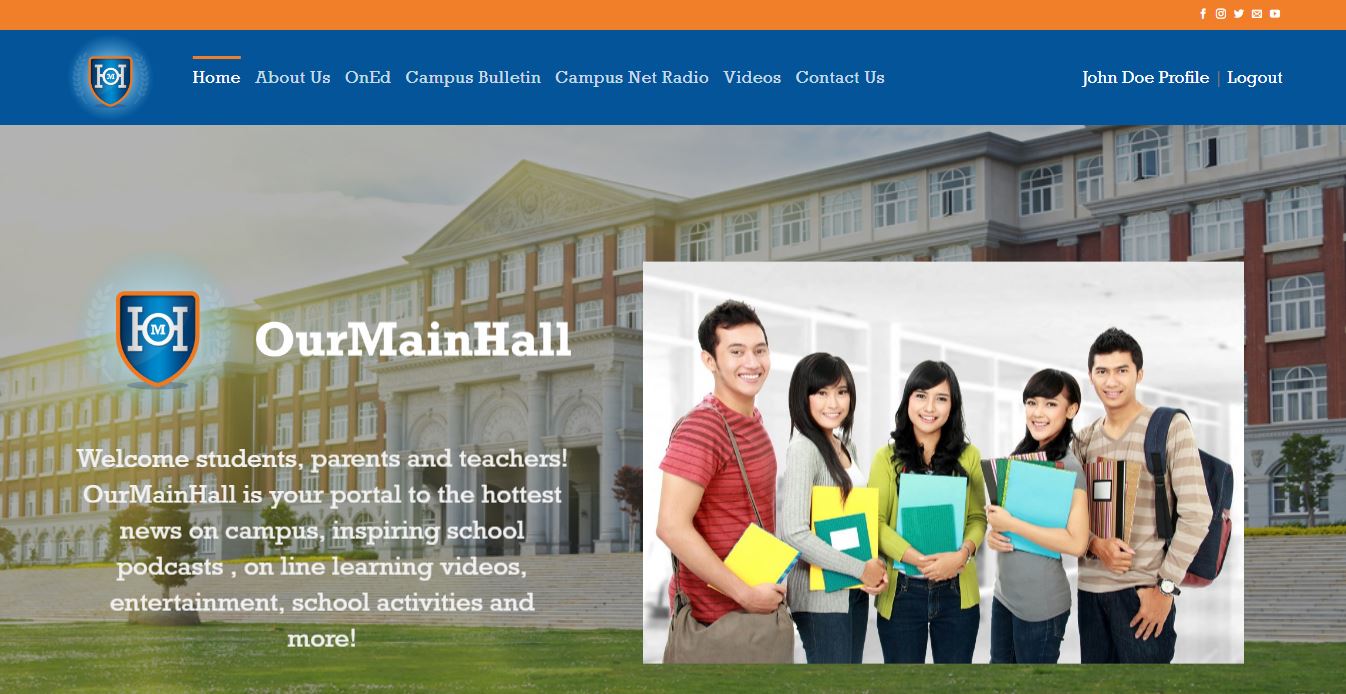 Home About Us OnEd Campus Bulletin Campus Net Radio Videos Contact Us John Doe Profile | Logout
HMH
HMH
OurMainHall
Welcome students, parents and teachers!
OurMainHall is your portal to the hottest
news on campus, inspiring school
podcasts , on line learning videos,
entertainment, school activities and
more!